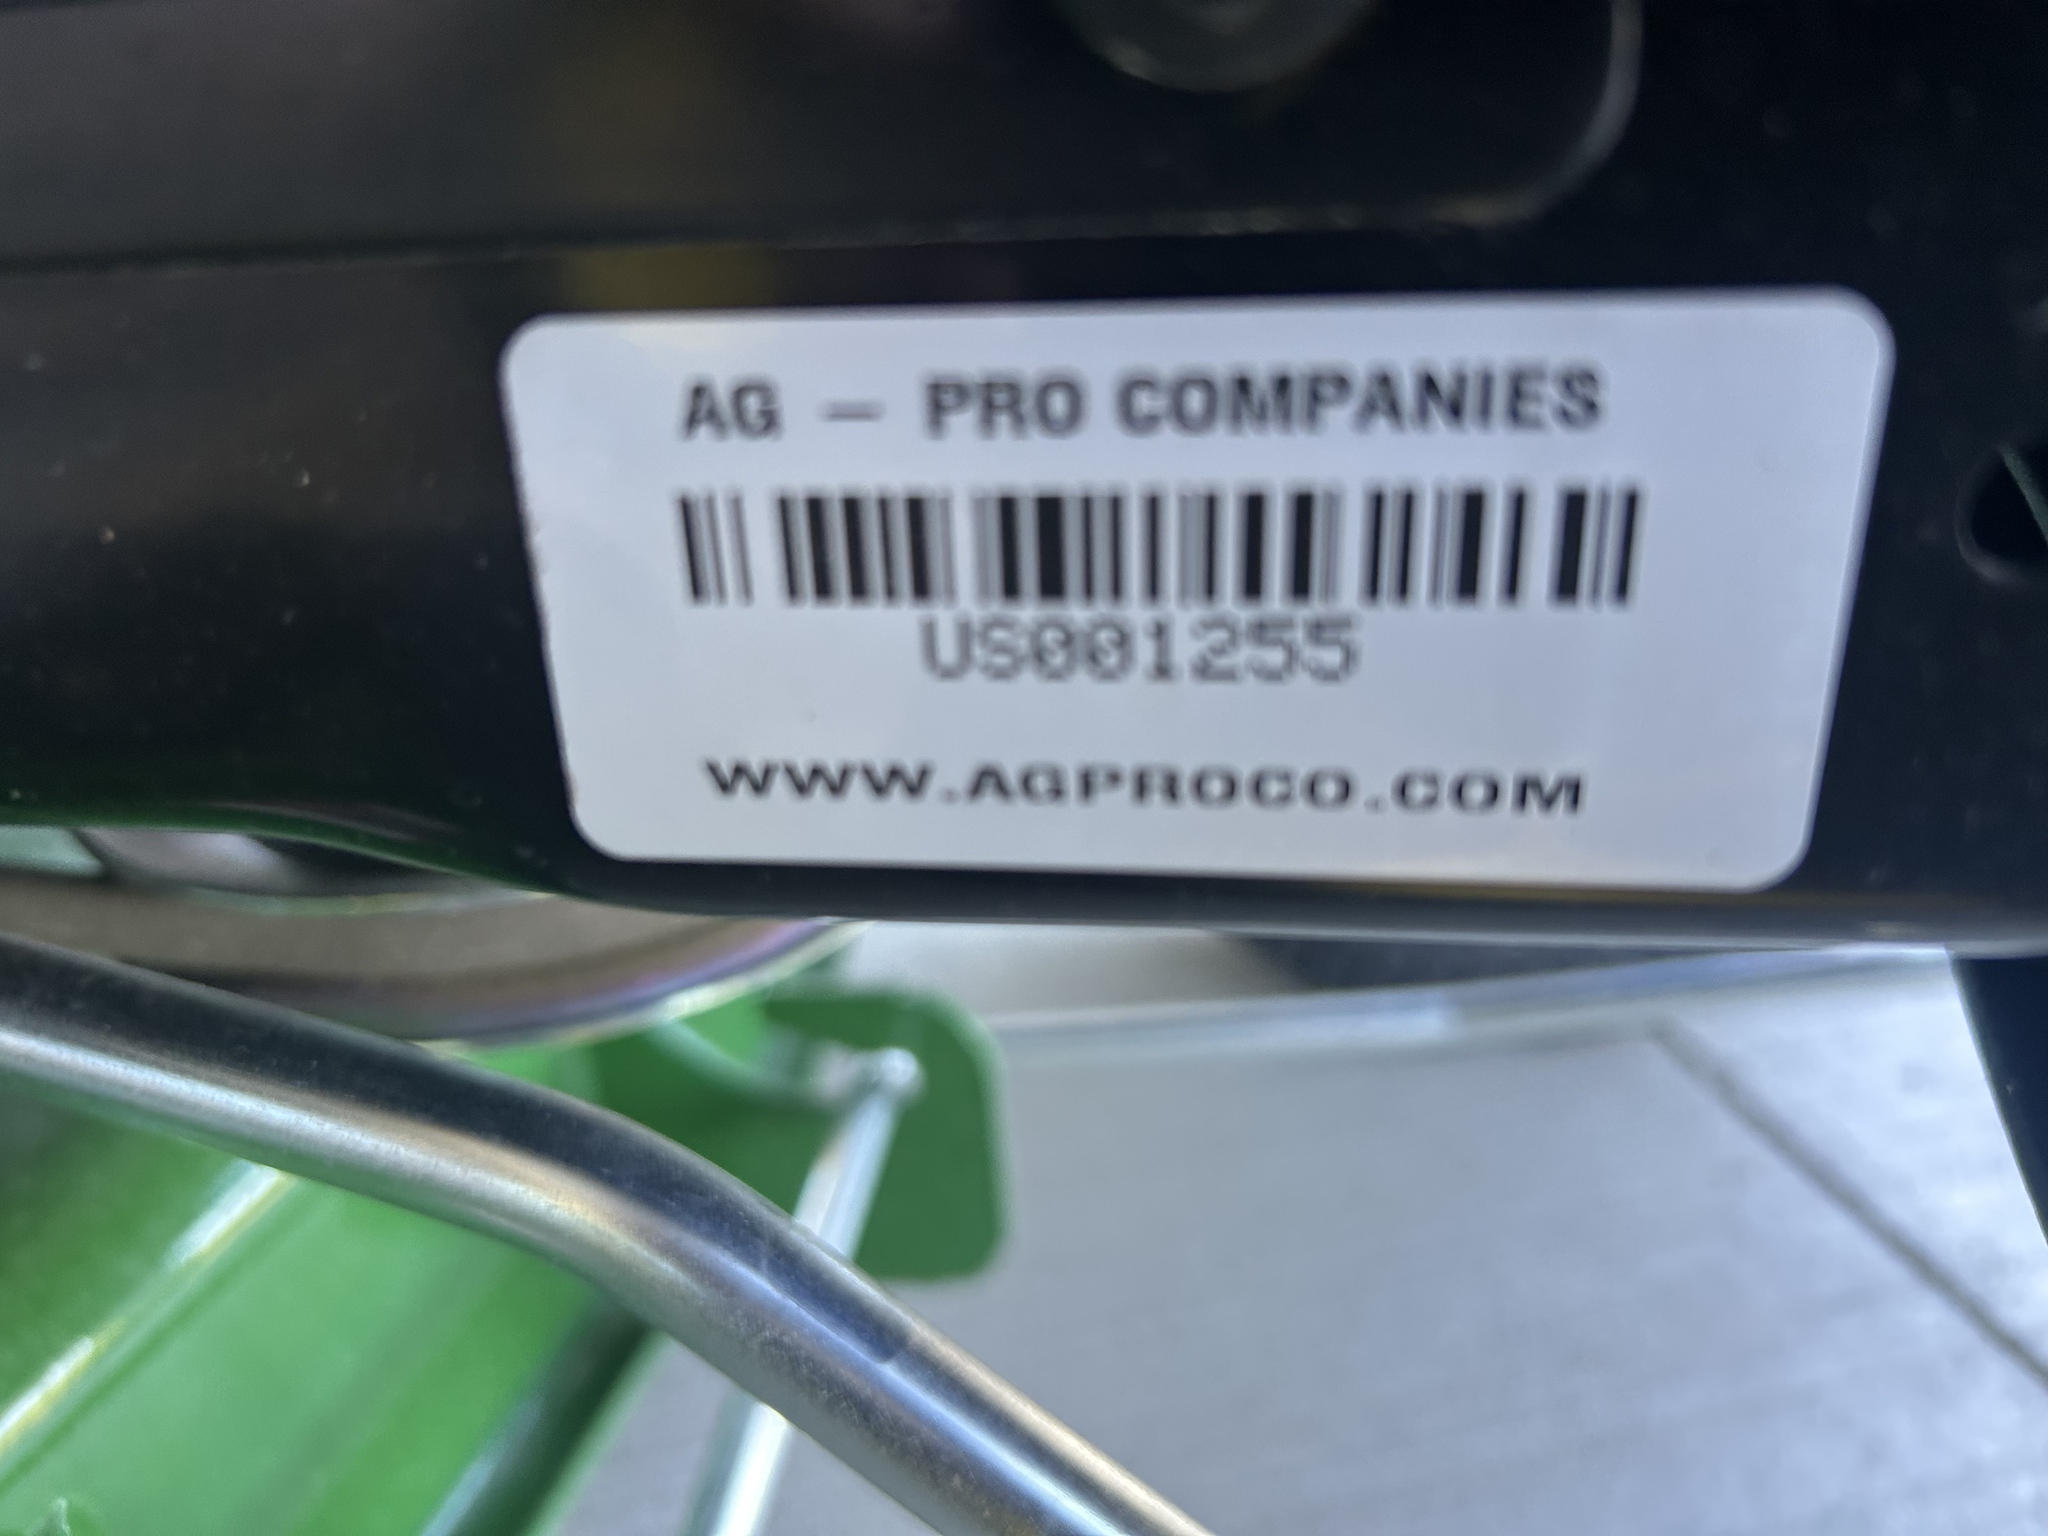 AG - PRO COMPANIES
US001255
WWW.AGPROCO.COM